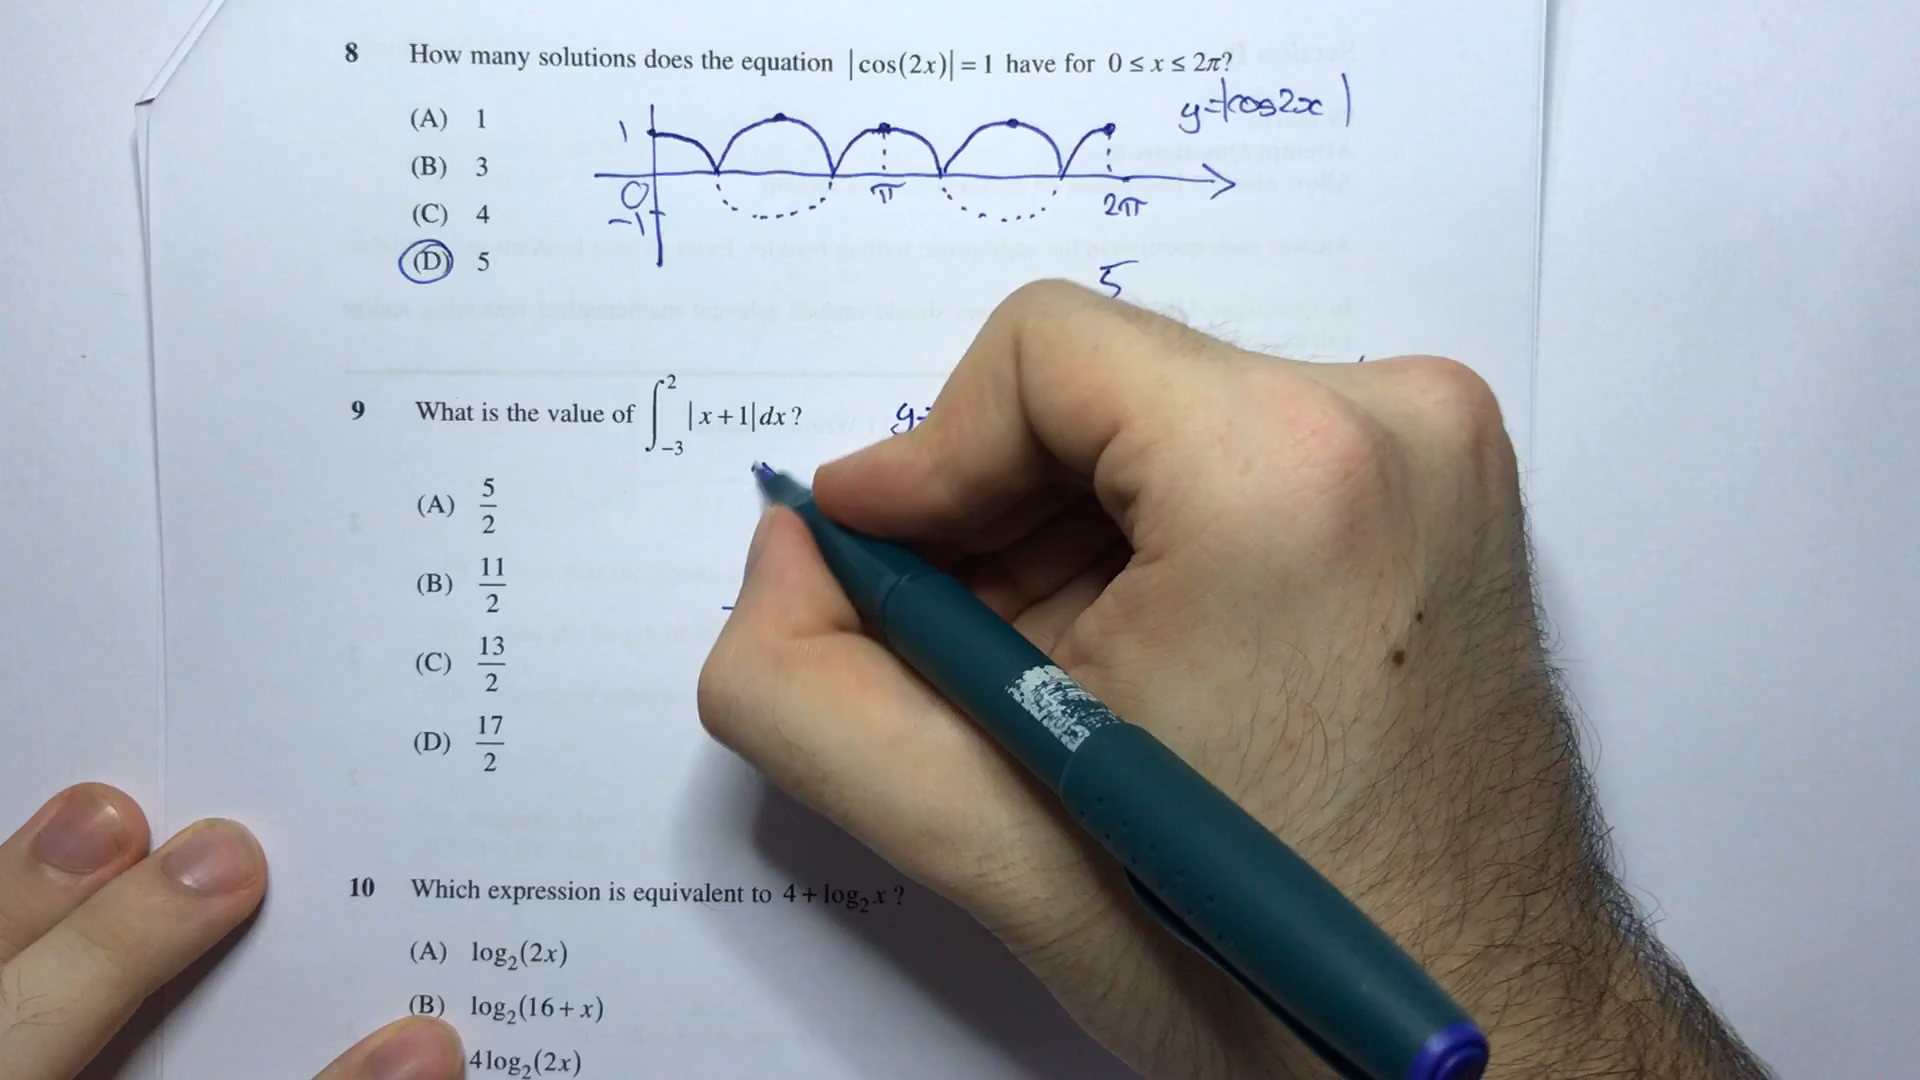 8 How many solutions does the equation |cos(2x)| = 1 have for 0 ≤ x ≤ 2π?
y=|cos2x|
(A) 1
(B) 3
(C) 4
(D) 5
1
0
-1
π
2π
5
9 What is the value of ∫₋₃² |x+1| dx?
y=
(A) 5/2
(B) 11/2
(C) 13/2
(D) 17/2
10 Which expression is equivalent to 4 + log₂ x?
(A) log₂(2x)
(B) log₂(16 + x)
4log₂(2x)